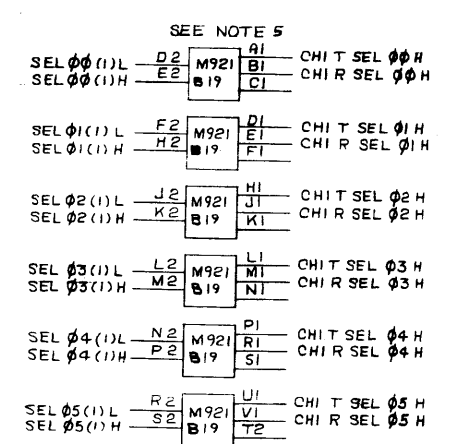 SEE NOTE 5
SEL ØØ(1)L D2 M921 A1 CH1 T SEL ØØ H
SEL ØØ(1)H E2 B19 B1 CH1 R SEL ØØ H
C1
SEL Ø1(1)L F2 M921 D1 CH1 T SEL Ø1 H
SEL Ø1(1)H H2 B19 E1 CH1 R SEL Ø1 H
F1
SEL Ø2(1)L J2 M921 H1 CH1 T SEL Ø2 H
SEL Ø2(1)H K2 B19 J1 CH1 R SEL Ø2 H
K1
SEL Ø3(1)L L2 M921 L1 CH1 T SEL Ø3 H
SEL Ø3(1)H M2 B19 M1 CH1 R SEL Ø3 H
N1
SEL Ø4(1)L N2 M921 P1 CH1 T SEL Ø4 H
SEL Ø4(1)H P2 B19 R1 CH1 R SEL Ø4 H
S1
SEL Ø5(1)L R2 M921 U1 CH1 T SEL Ø5 H
SEL Ø5(1)H S2 B19 V1 CH1 R SEL Ø5 H
T2